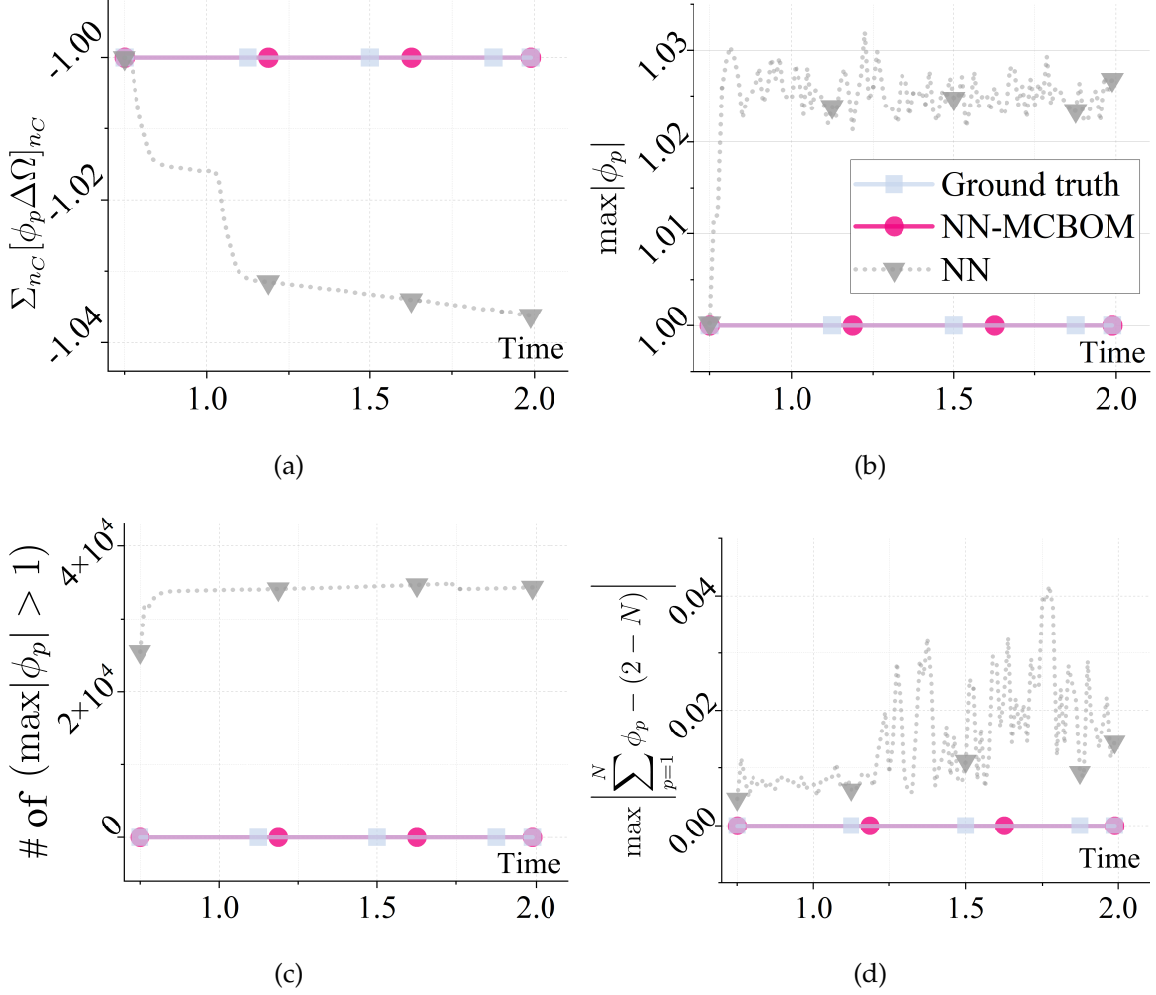 -1.00
-1.02
-1.04
Σ_{n_C}[ϕ_pΔΩ]_{n_C}
Time
1.0 1.5 2.0
(a)
1.03
1.02
1.01
1.00
max|ϕ_p|
Ground truth
NN-MCBOM
NN
Time
1.0 1.5 2.0
(b)
4×10⁴
2×10⁴
0
# of (max|ϕ_p| > 1)
Time
1.0 1.5 2.0
(c)
0.04
0.02
0.00
max |∑_{p=1}^{N} ϕ_p − (2 − N)|
Time
1.0 1.5 2.0
(d)